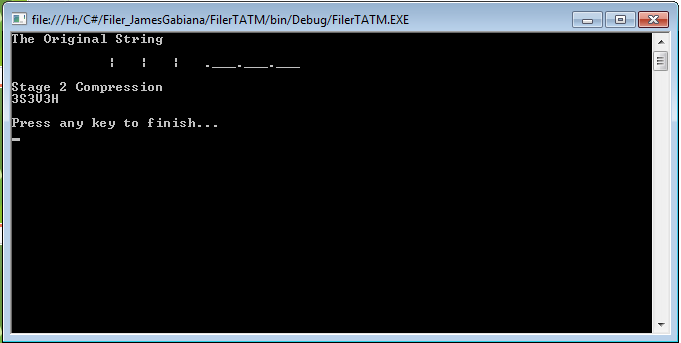 file:///H:/C#/Filer_JamesGabiana/FilerTATM/bin/Debug/FilerTATM.EXE
The Original String
            ¦   ¦   ¦   .___.___.___
Stage 2 Compression
3S3V3H
Press any key to finish...